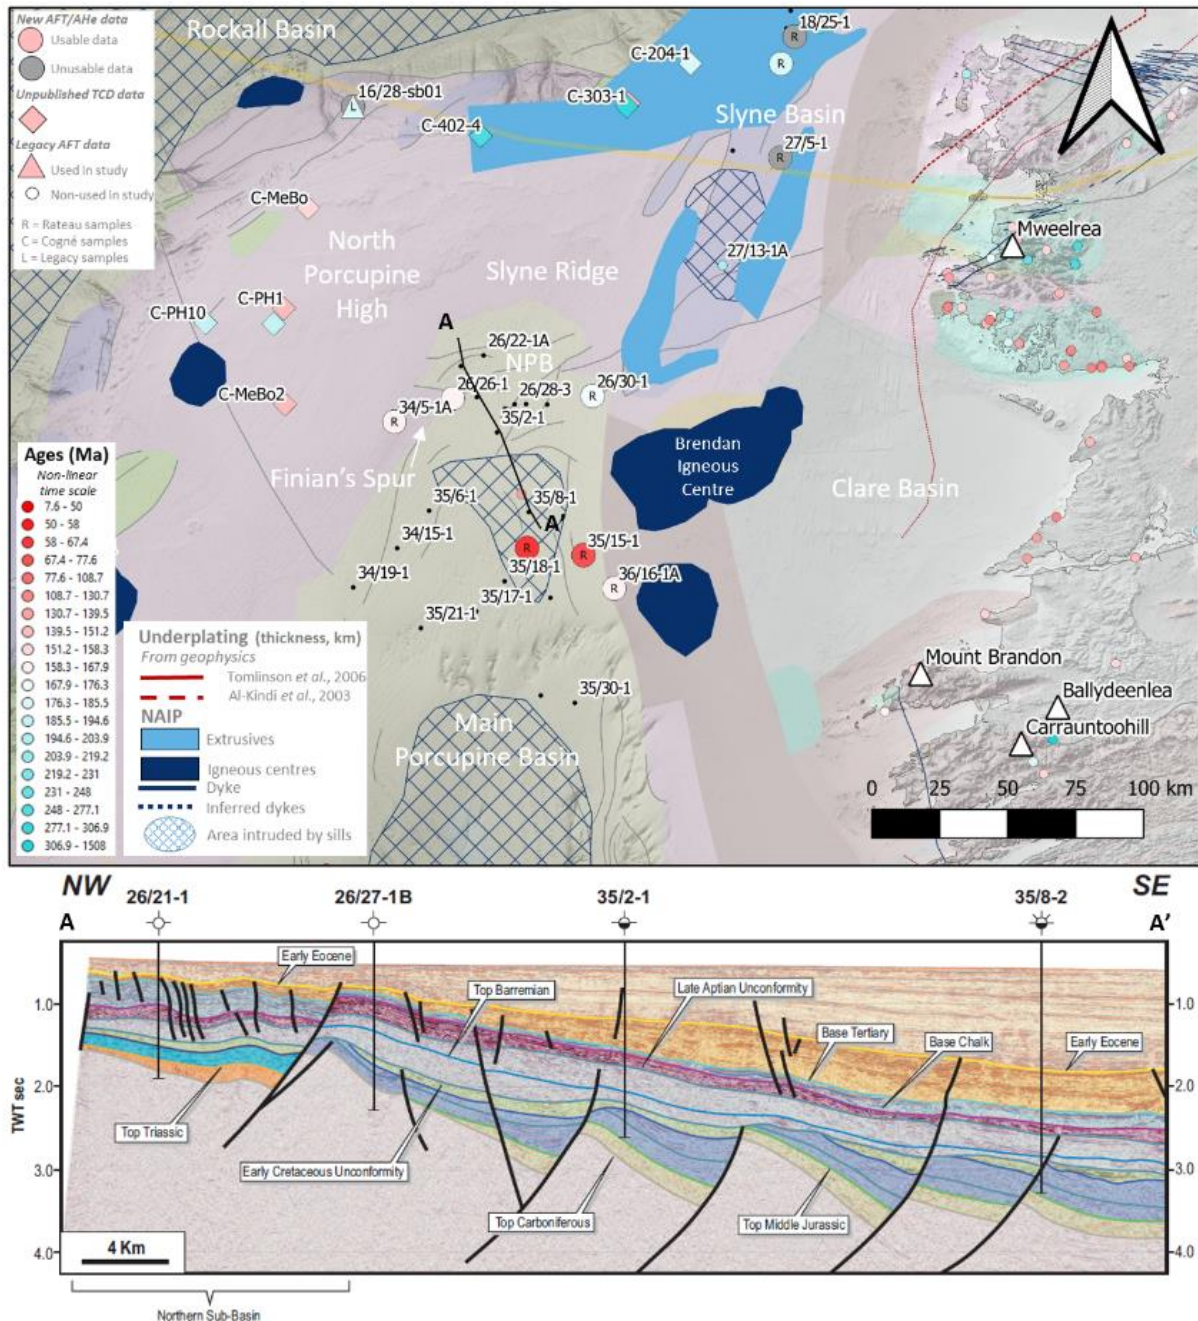 New AFT/AHe data
Usable data
Unusable data
Unpublished TCD data
Legacy AFT data
Used in study
Non-used in study
R = Rateau samples
C = Cogné samples
L = Legacy samples
Rockall Basin
18/25-1
R
R
C-204-1
16/28-sb01
L
C-303-1
C-402-4
Slyne Basin
27/5-1
R
C-MeBo
Mweelrea
North
Porcupine
High
Slyne Ridge
27/13-1A
C-PH1
C-PH10
A
26/22-1A
NPB
26/26-1
26/28-3
26/30-1
R
C-MeBo2
34/5-1A
R
35/2-1
Brendan
Igneous
Centre
Finian's Spur
Clare Basin
35/6-1
35/8-1
A'
34/15-1
R
35/18-1
R
35/15-1
34/19-1
35/17-1
R
36/16-1A
35/21-1
35/30-1
Main
Porcupine Basin
Mount Brandon
Ballydeenlea
Carrauntoohill
0 25 50 75 100 km
Ages (Ma)
Non-linear
time scale
7.6 - 50
50 - 58
58 - 67.4
67.4 - 77.6
77.6 - 108.7
108.7 - 130.7
130.7 - 139.5
139.5 - 151.2
151.2 - 158.3
158.3 - 167.9
167.9 - 176.3
176.3 - 185.5
185.5 - 194.6
194.6 - 203.9
203.9 - 219.2
219.2 - 231
231 - 248
248 - 277.1
277.1 - 306.9
306.9 - 1508
Underplating (thickness, km)
From geophysics
Tomlinson et al., 2006
Al-Kindi et al., 2003
NAIP
Extrusives
Igneous centres
Dyke
Inferred dykes
Area intruded by sills
NW
SE
26/21-1
26/27-1B
35/2-1
35/8-2
A
A'
Early Eocene
Top Barremian
Late Aptian Unconformity
Base Tertiary
Base Chalk
Early Eocene
1.0
2.0
3.0
4.0
TWT sec
1.0
2.0
3.0
4.0
Top Triassic
Early Cretaceous Unconformity
Top Carboniferous
Top Middle Jurassic
4 Km
Northern Sub-Basin